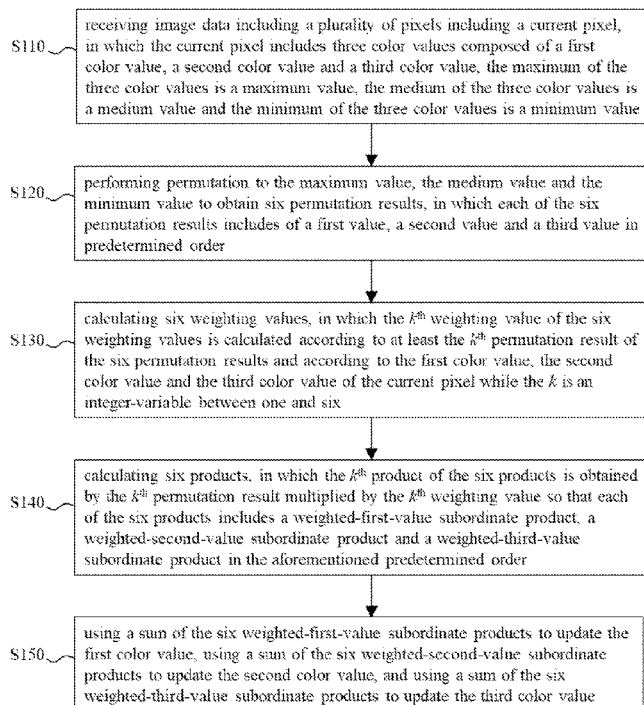 S110
receiving image data including a plurality of pixels including a current pixel,
in which the current pixel includes three color values composed of a first
color value, a second color value and a third color value, the maximum of the
three color values is a maximum value, the medium of the three color values is
a medium value and the minimum of the three color values is a minimum value
S120
performing permutation to the maximum value, the medium value and the
minimum value to obtain six permutation results, in which each of the six
permutation results includes of a first value, a second value and a third value in
predetermined order
S130
calculating six weighting values, in which the kth weighting value of the six
weighting values is calculated according to at least the kth permutation result of
the six permutation results and according to the first color value, the second
color value and the third color value of the current pixel while the k is an
integer-variable between one and six
S140
calculating six products, in which the kth product of the six products is obtained
by the kth permutation result multiplied by the kth weighting value so that each
of the six products includes a weighted-first-value subordinate product, a
weighted-second-value subordinate product and a weighted-third-value
subordinate product in the aforementioned predetermined order
S150
using a sum of the six weighted-first-value subordinate products to update the
first color value, using a sum of the six weighted-second-value subordinate
products to update the second color value, and using a sum of the six
weighted-third-value subordinate products to update the third color value